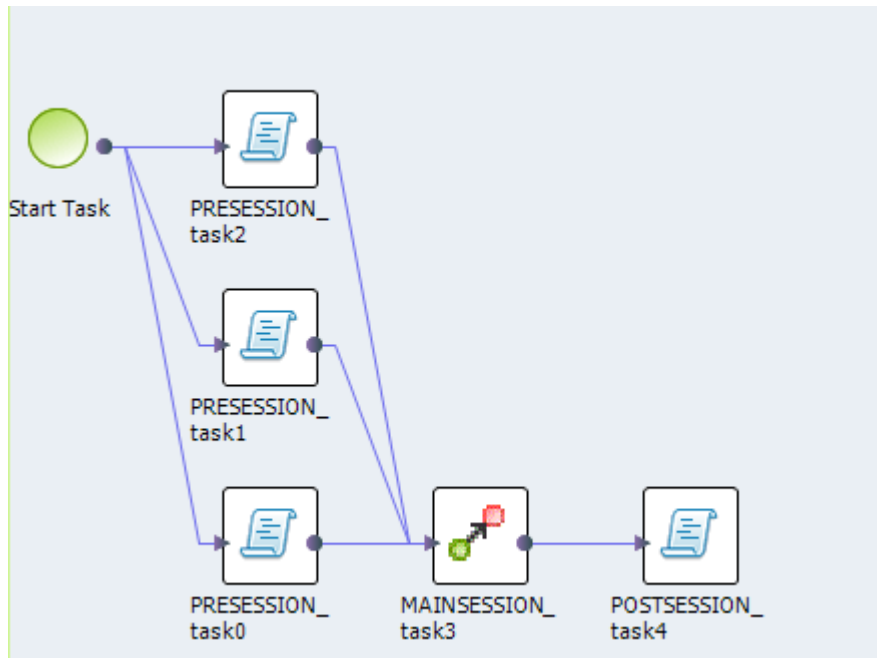 Start Task
PRESESSION_
task2
PRESESSION_
task1
PRESESSION_
task0
MAINSESSION_
task3
POSTSESSION_
task4